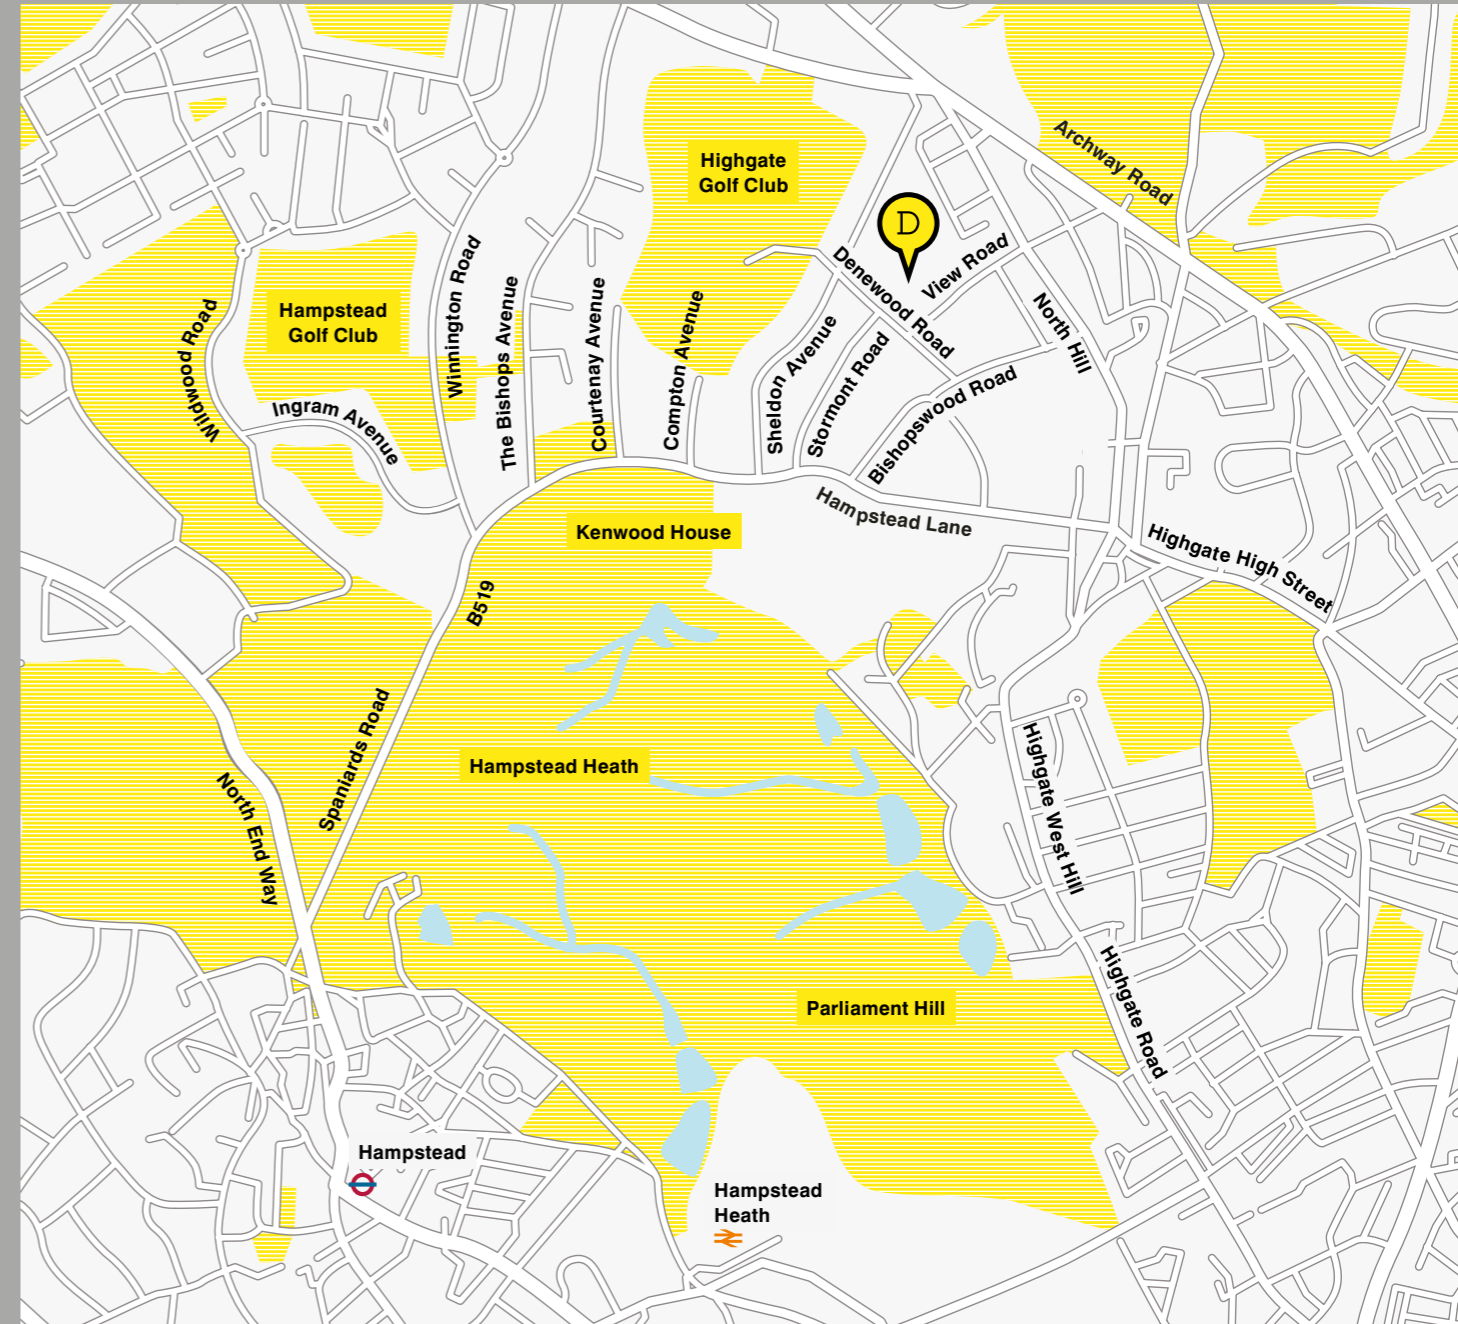 Archway Road
Highgate
Golf Club
D
Denewood Road
View Road
North Hill
Hampstead
Golf Club
Wildwood Road
Winnington Road
The Bishops Avenue
Courtenay Avenue
Compton Avenue
Sheldon Avenue
Stormont Road
Bishopswood Road
Ingram Avenue
Hampstead Lane
Kenwood House
Highgate High Street
B519
Spaniards Road
Hampstead Heath
North End Way
Highgate West Hill
Parliament Hill
Highgate Road
Hampstead
Hampstead
Heath